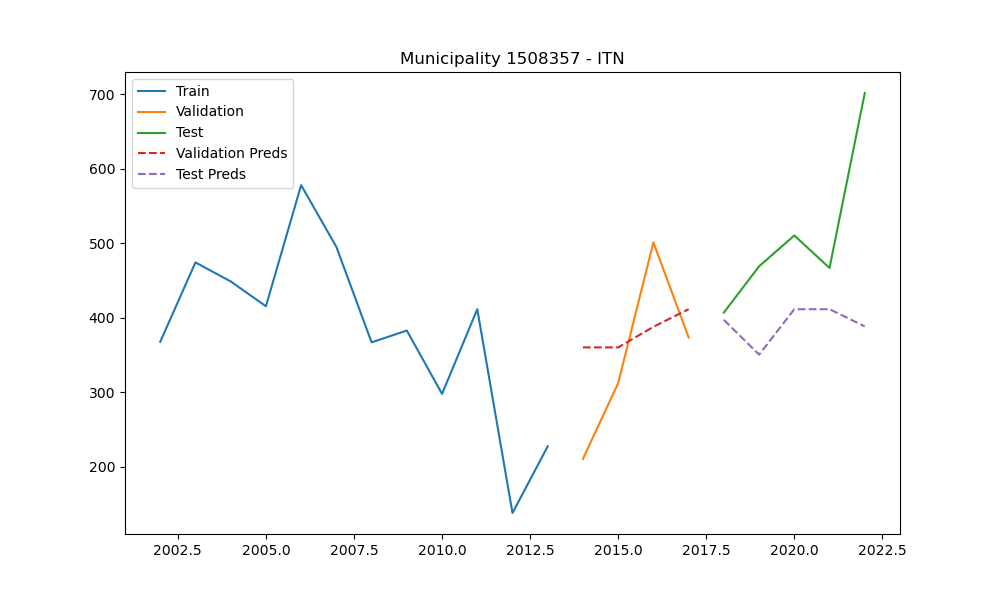 Municipality 1508357 - ITN
Train
Validation
Test
Validation Preds
Test Preds
700
600
500
400
300
200
2002.5 2005.0 2007.5 2010.0 2012.5 2015.0 2017.5 2020.0 2022.5